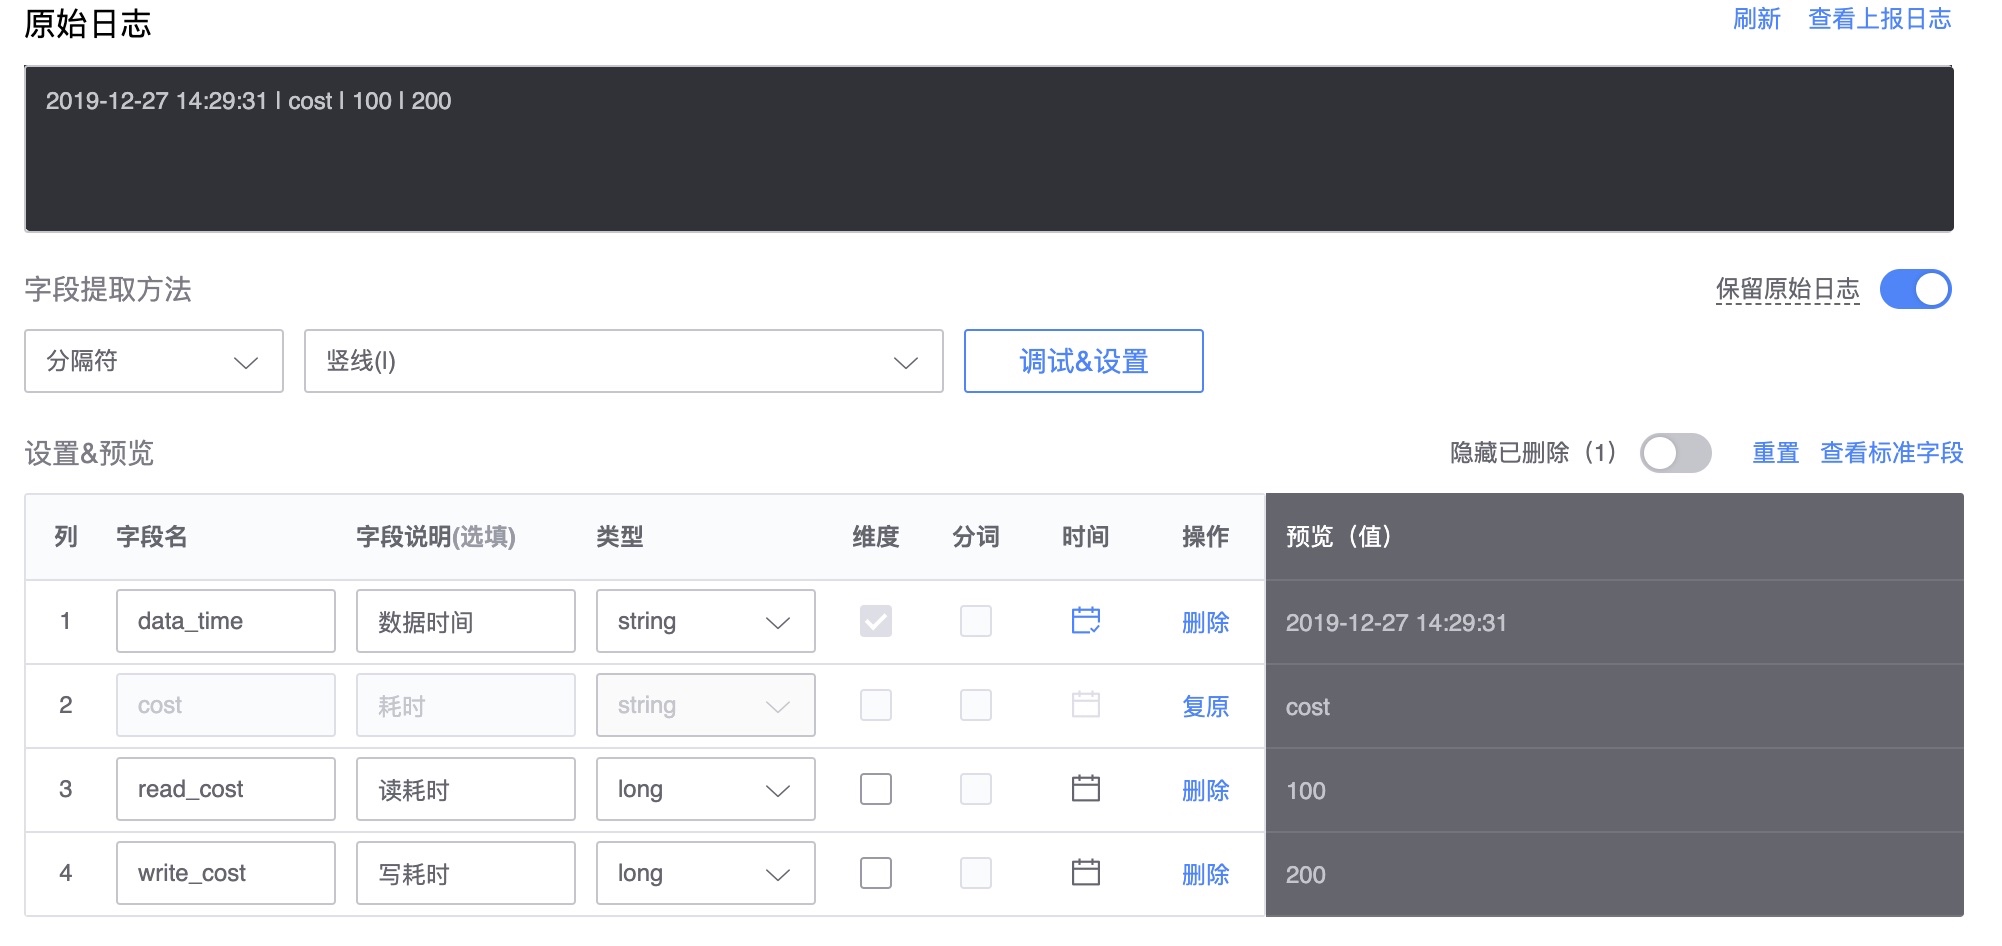 原始日志 刷新 查看上报日志
2019-12-27 14:29:31 | cost | 100 | 200
字段提取方法 保留原始日志
分隔符 竖线(|) 调试&设置
设置&预览 隐藏已删除（1） 重置 查看标准字段
列 字段名 字段说明(选填) 类型 维度 分词 时间 操作 预览（值）
1 data_time 数据时间 string 删除 2019-12-27 14:29:31
2 cost 耗时 string 复原 cost
3 read_cost 读耗时 long 删除 100
4 write_cost 写耗时 long 删除 200